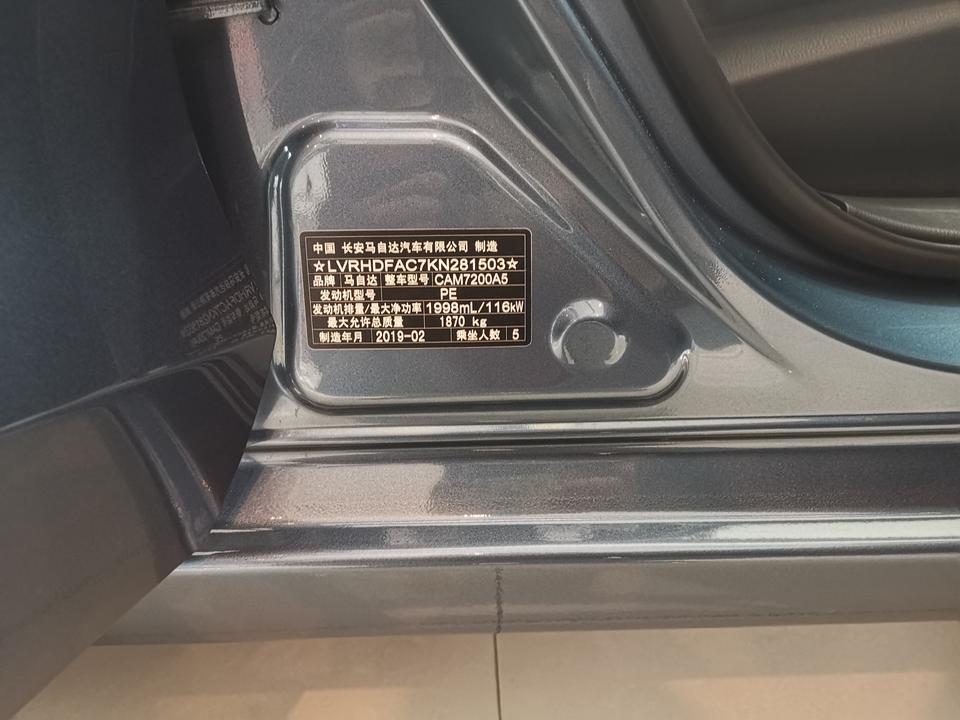 中国 长安马自达汽车有限公司 制造
☆LVRHDFAC7KN281503☆
品牌 马自达 整车型号 CAM7200A5
发动机型号 PE
发动机排量/最大净功率 1998mL/116kW
最大允许总质量 1870 kg
制造年月 2019-02 乘坐人数 5